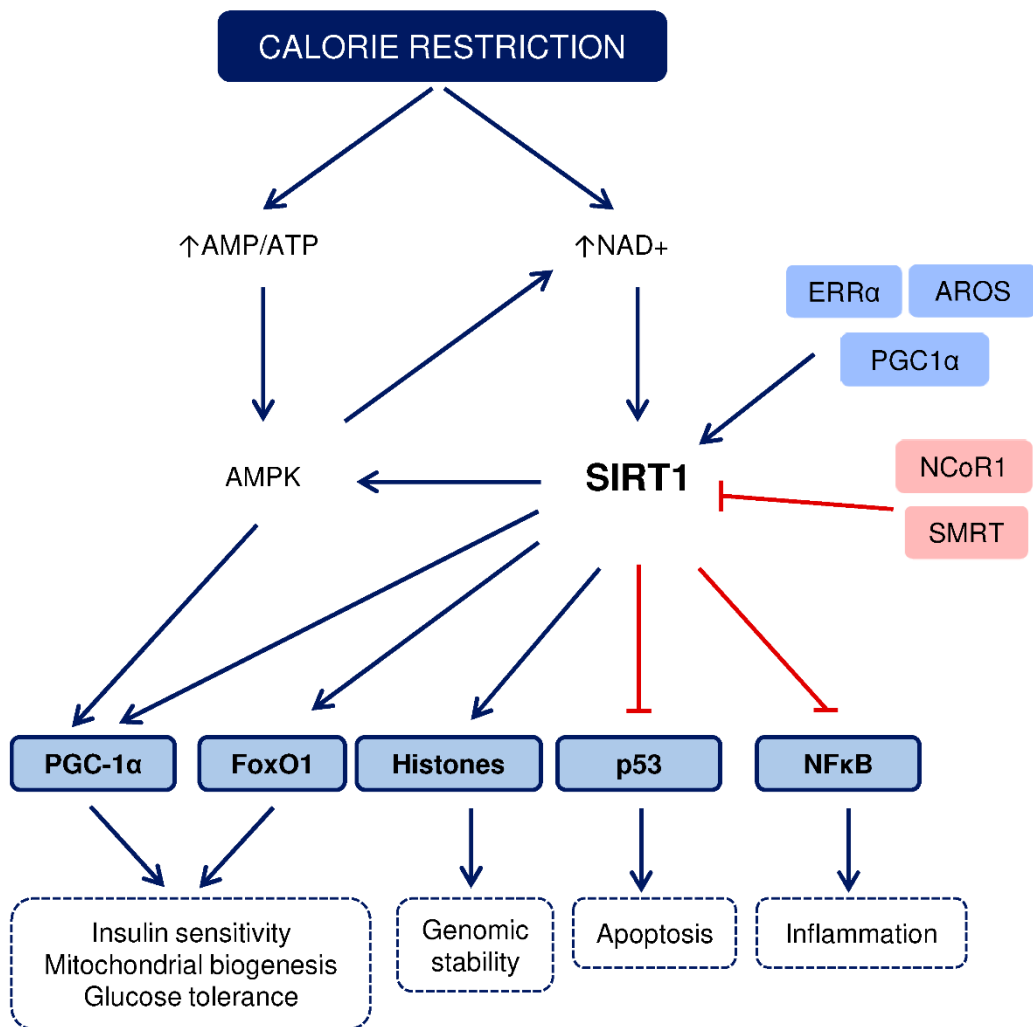 CALORIE RESTRICTION
↑AMP/ATP
↑NAD+
ERRα
AROS
PGC1α
AMPK
SIRT1
NCoR1
SMRT
PGC-1α
FoxO1
Histones
p53
NFκB
Insulin sensitivity
Mitochondrial biogenesis
Glucose tolerance
Genomic
stability
Apoptosis
Inflammation